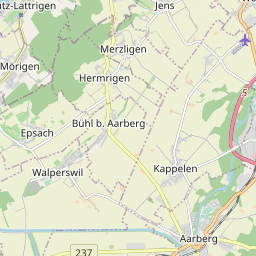 tz-Lattrigen
Jens
Merzligen
Mörigen
Hermrigen
S
Epsach
Bühl b. Aarberg
Walperswil
Kappelen
Aarberg
237